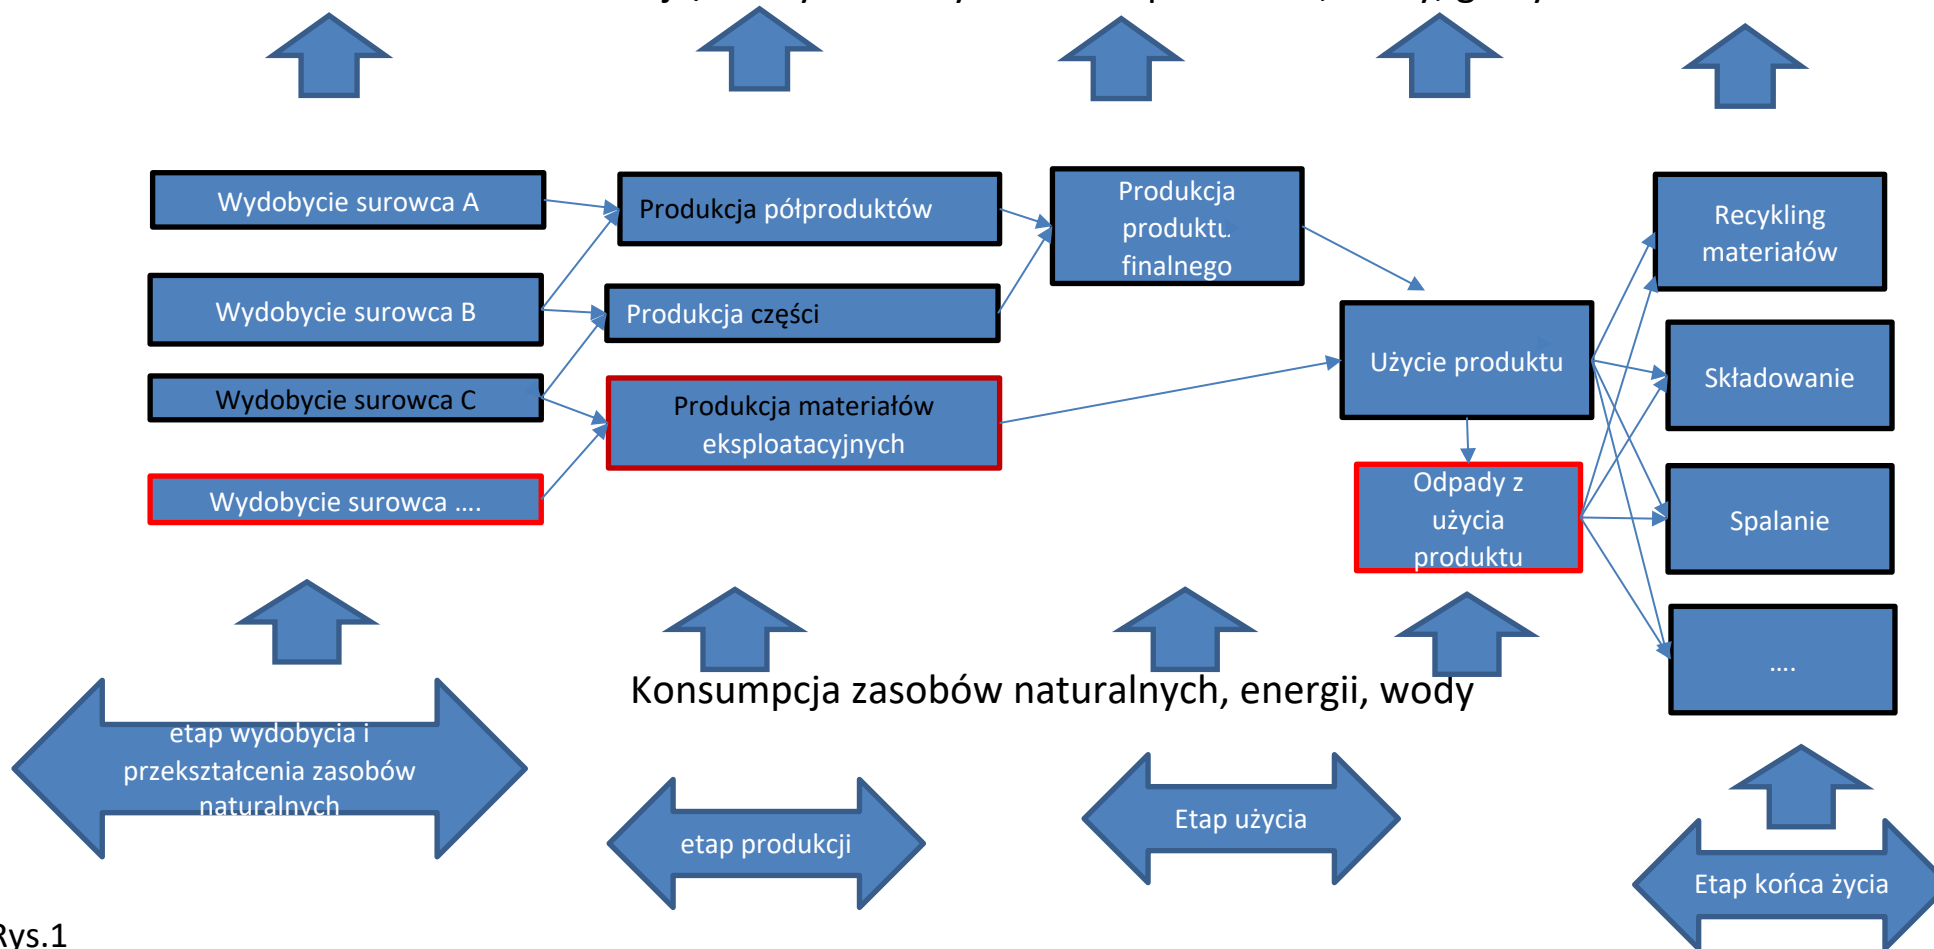 Wydobycie surowca A
Produkcja półproduktów
Produkcja
produktu
finalnego
Recykling
materiałów
Wydobycie surowca B
Produkcja części
Użycie produktu
Składowanie
Wydobycie surowca C
Produkcja materiałów
eksploatacyjnych
Wydobycie surowca ....
Odpady z
użycia
produktu
Spalanie
....
Konsumpcja zasobów naturalnych, energii, wody
etap wydobycia i
przekształcenia zasobów
naturalnych
etap produkcji
Etap użycia
Etap końca życia
Rys.1